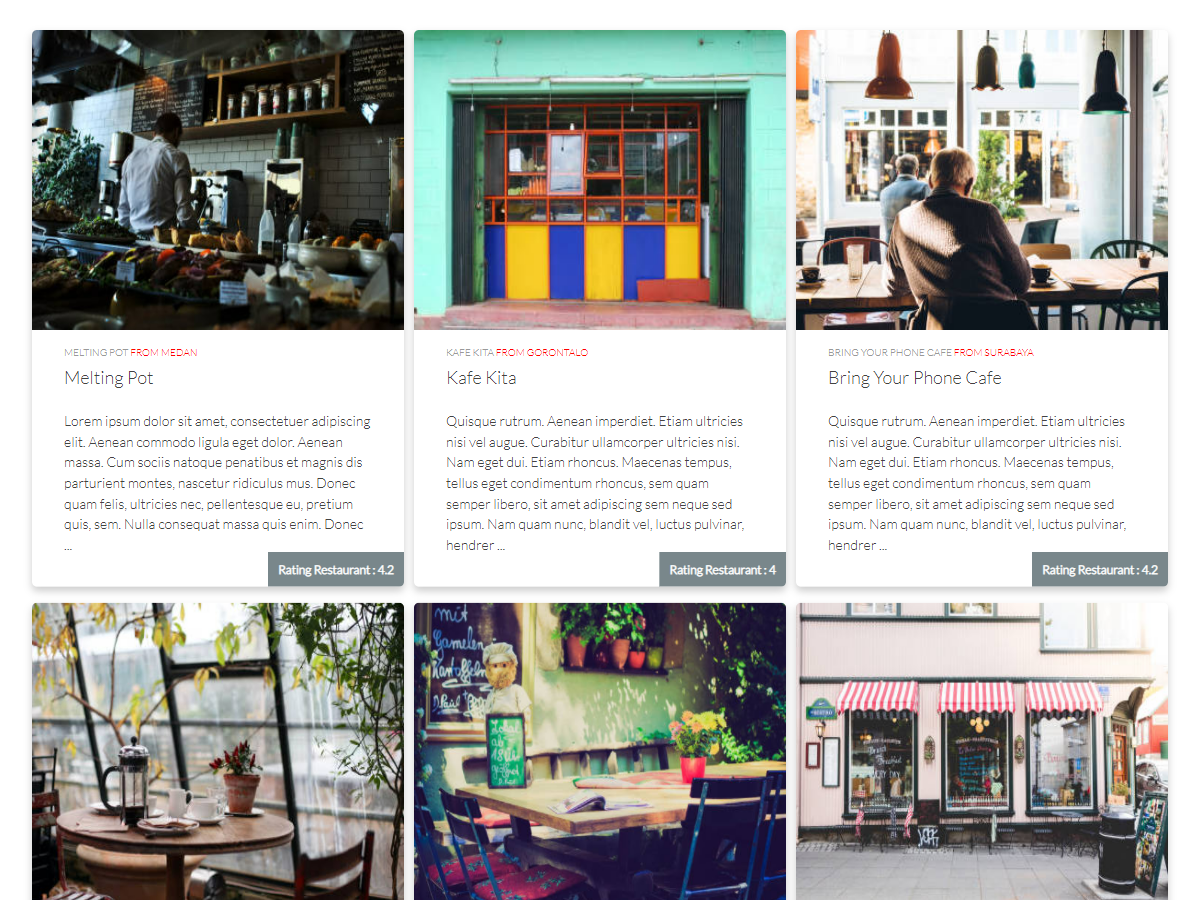 MELTING POT FROM MEDAN
Melting Pot
Lorem ipsum dolor sit amet, consectetuer adipiscing
elit. Aenean commodo ligula eget dolor. Aenean
massa. Cum sociis natoque penatibus et magnis dis
parturient montes, nascetur ridiculus mus. Donec
quam felis, ultricies nec, pellentesque eu, pretium
quis, sem. Nulla consequat massa quis enim. Donec
...
Rating Restaurant : 4.2
KAFE KITA FROM GORONTALO
Kafe Kita
Quisque rutrum. Aenean imperdiet. Etiam ultricies
nisi vel augue. Curabitur ullamcorper ultricies nisi.
Nam eget dui. Etiam rhoncus. Maecenas tempus,
tellus eget condimentum rhoncus, sem quam
semper libero, sit amet adipiscing sem neque sed
ipsum. Nam quam nunc, blandit vel, luctus pulvinar,
hendrer ...
Rating Restaurant : 4
BRING YOUR PHONE CAFE FROM SURABAYA
Bring Your Phone Cafe
Quisque rutrum. Aenean imperdiet. Etiam ultricies
nisi vel augue. Curabitur ullamcorper ultricies nisi.
Nam eget dui. Etiam rhoncus. Maecenas tempus,
tellus eget condimentum rhoncus, sem quam
semper libero, sit amet adipiscing sem neque sed
ipsum. Nam quam nunc, blandit vel, luctus pulvinar,
hendrer ...
Rating Restaurant : 4.2
mit
Gamelen
Kartoffeln